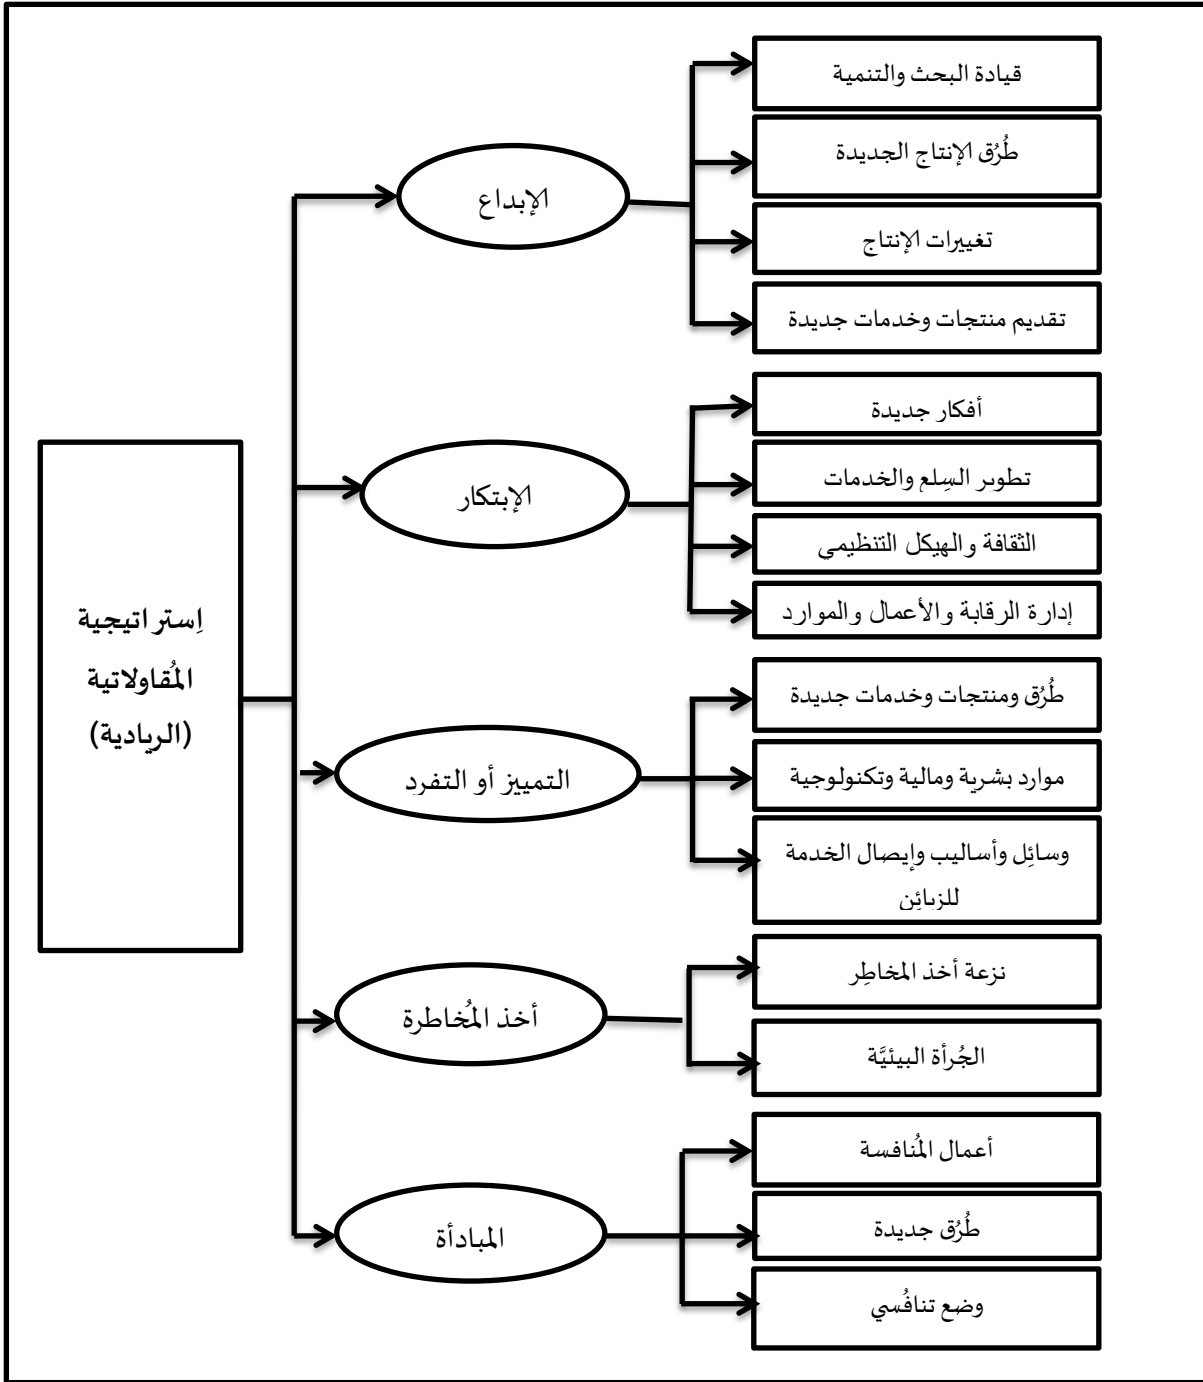 إِستراتيجية
المُقاولاتية
(الريادية)
الإبداع
قيادة البحث والتنمية
طُرُق الإنتاج الجديدة
تغييرات الإنتاج
تقديم منتجات وخدمات جديدة
الإبتكار
أفكار جديدة
تطوير السِلع والخدمات
الثقافة والهيكل التنظيمي
إدارة الرقابة والأعمال والموارد
التمييز أو التفرد
طُرُق ومنتجات وخدمات جديدة
موارد بشرية ومالية وتكنولوجية
وسائِل وأساليب وإيصال الخدمة
للزبائِن
أخذ المُخاطرة
نزعة أخذ المخاطِر
الجُرأة البيئيَّة
المبادأة
أعمال المُنافسة
طُرُق جديدة
وضع تنافُسي